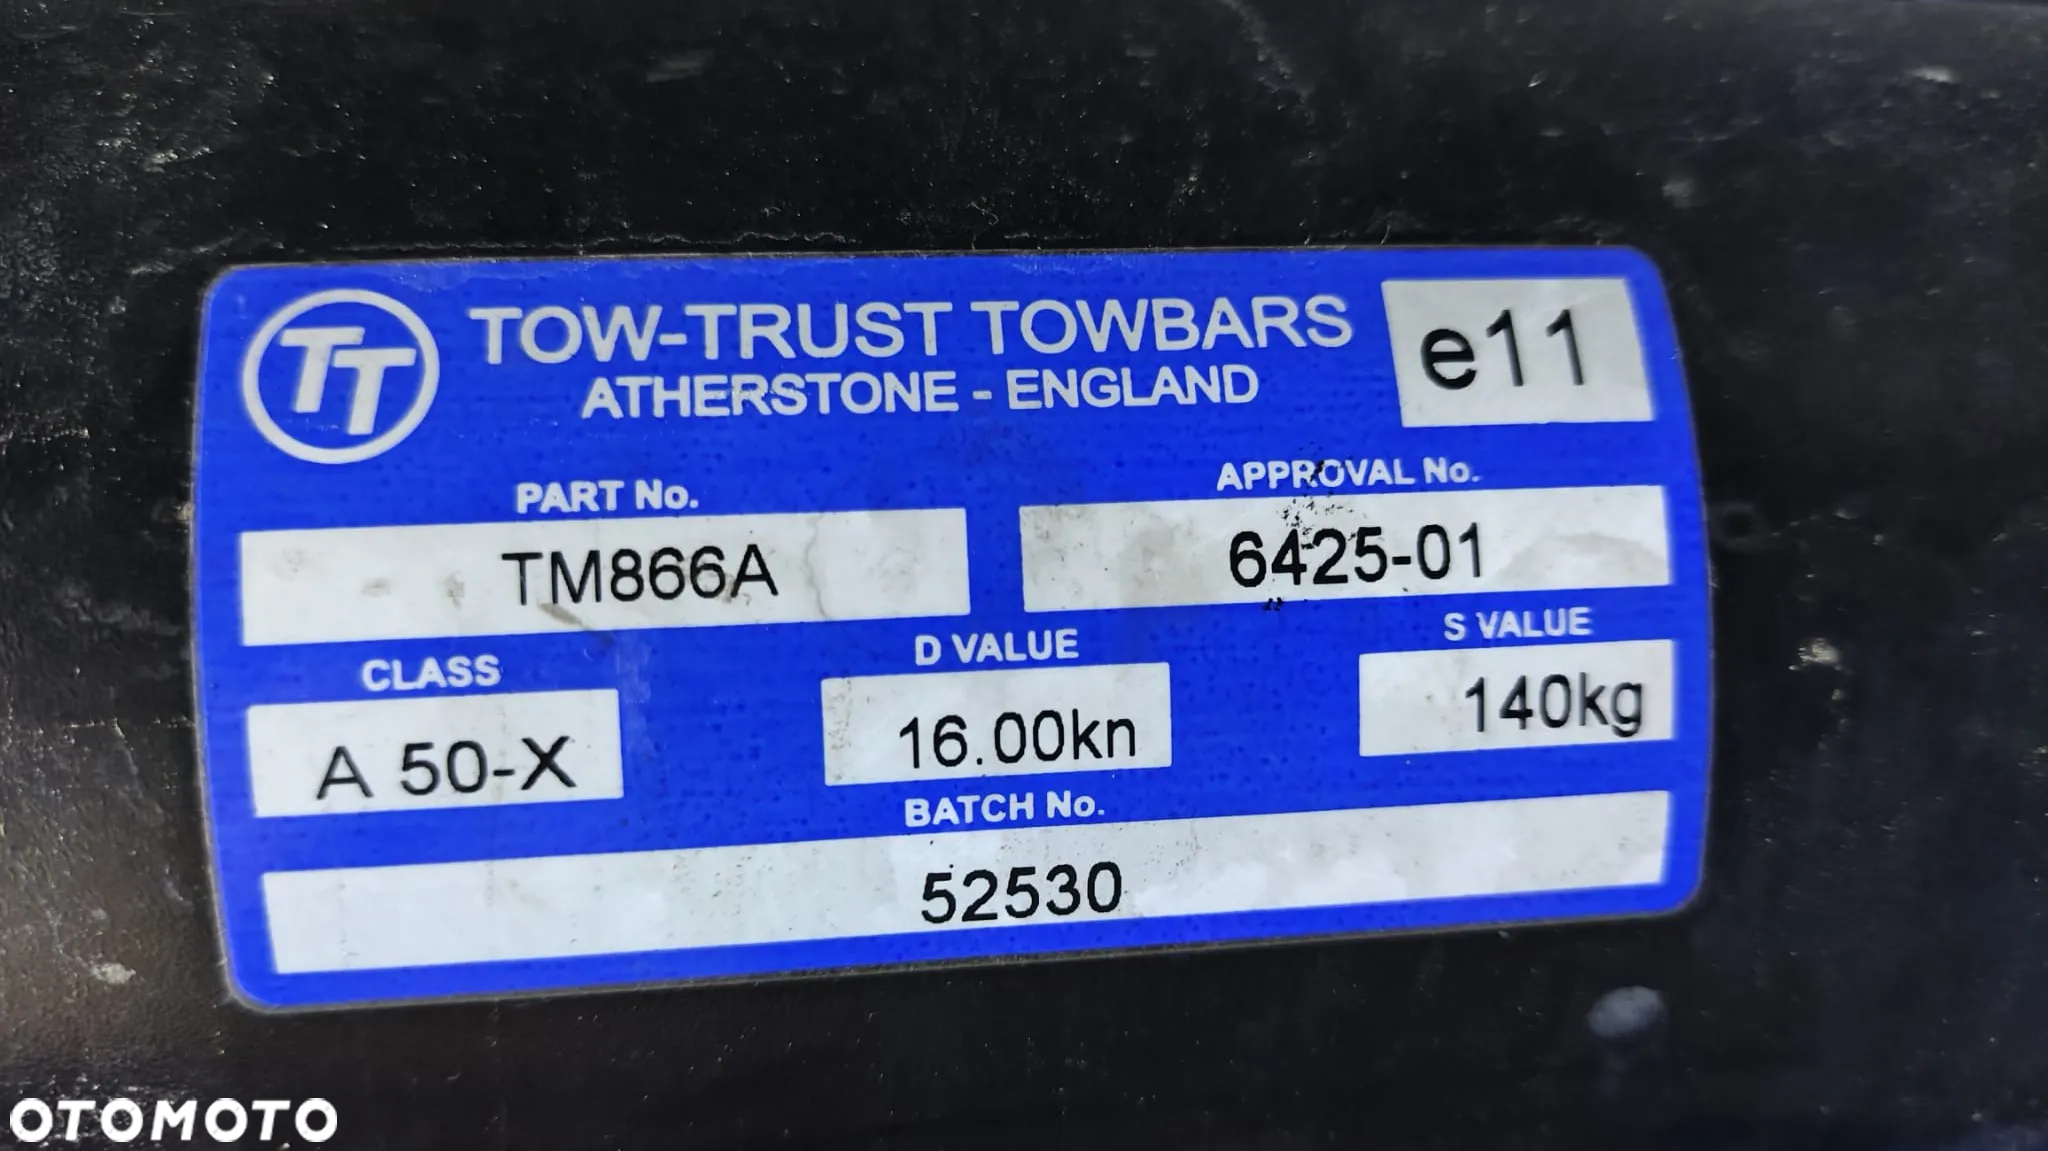 TT
TOW-TRUST TOWBARS
ATHERSTONE - ENGLAND
e11
PART No.
TM866A
APPROVAL No.
6425-01
CLASS
A 50-X
D VALUE
16.00kn
S VALUE
140kg
BATCH No.
52530
OTOMOTO